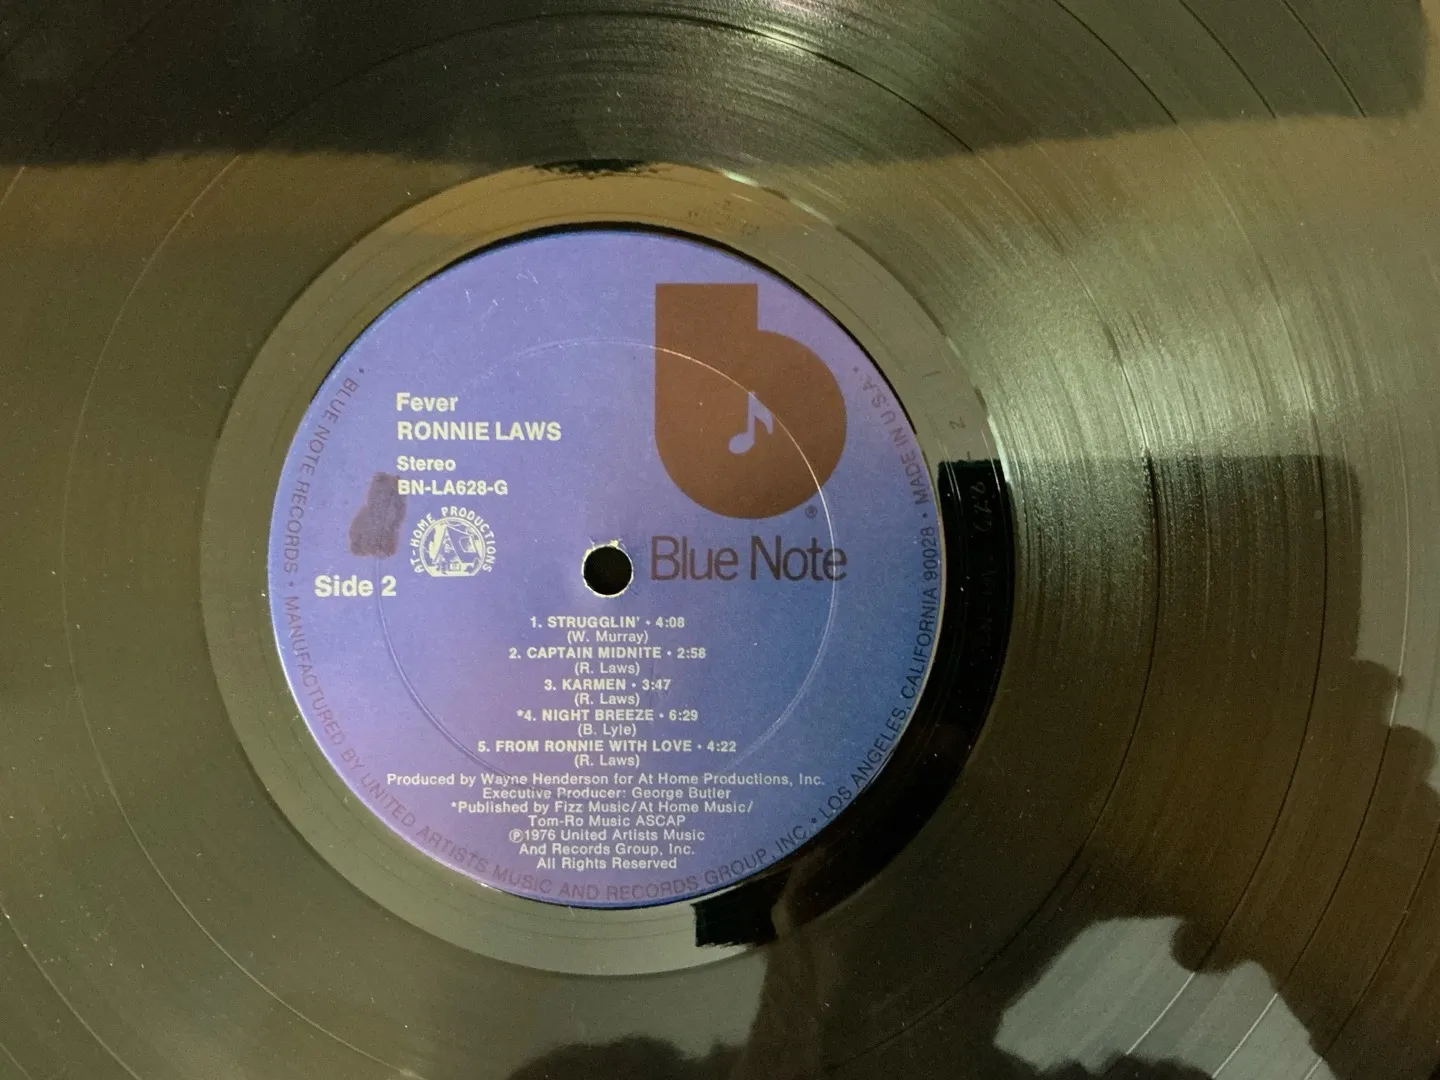 Fever
RONNIE LAWS
Stereo
BN-LA628-G
AT-HOME PRODUCTIONS
Side 2
®
Blue Note
1. STRUGGLIN' • 4:08
(W. Murray)
2. CAPTAIN MIDNITE • 2:58
(R. Laws)
3. KARMEN • 3:47
(R. Laws)
*4. NIGHT BREEZE • 6:29
(B. Lyle)
5. FROM RONNIE WITH LOVE • 4:22
(R. Laws)
Produced by Wayne Henderson for At Home Productions, Inc.
Executive Producer: George Butler
*Published by Fizz Music/At Home Music/
Tom-Ro Music ASCAP
℗1976 United Artists Music
And Records Group, Inc.
All Rights Reserved
• BLUE NOTE RECORDS • MANUFACTURED BY UNITED ARTISTS MUSIC AND RECORDS GROUP, INC. • LOS ANGELES, CALIFORNIA 90028 • MADE IN U.S.A. •